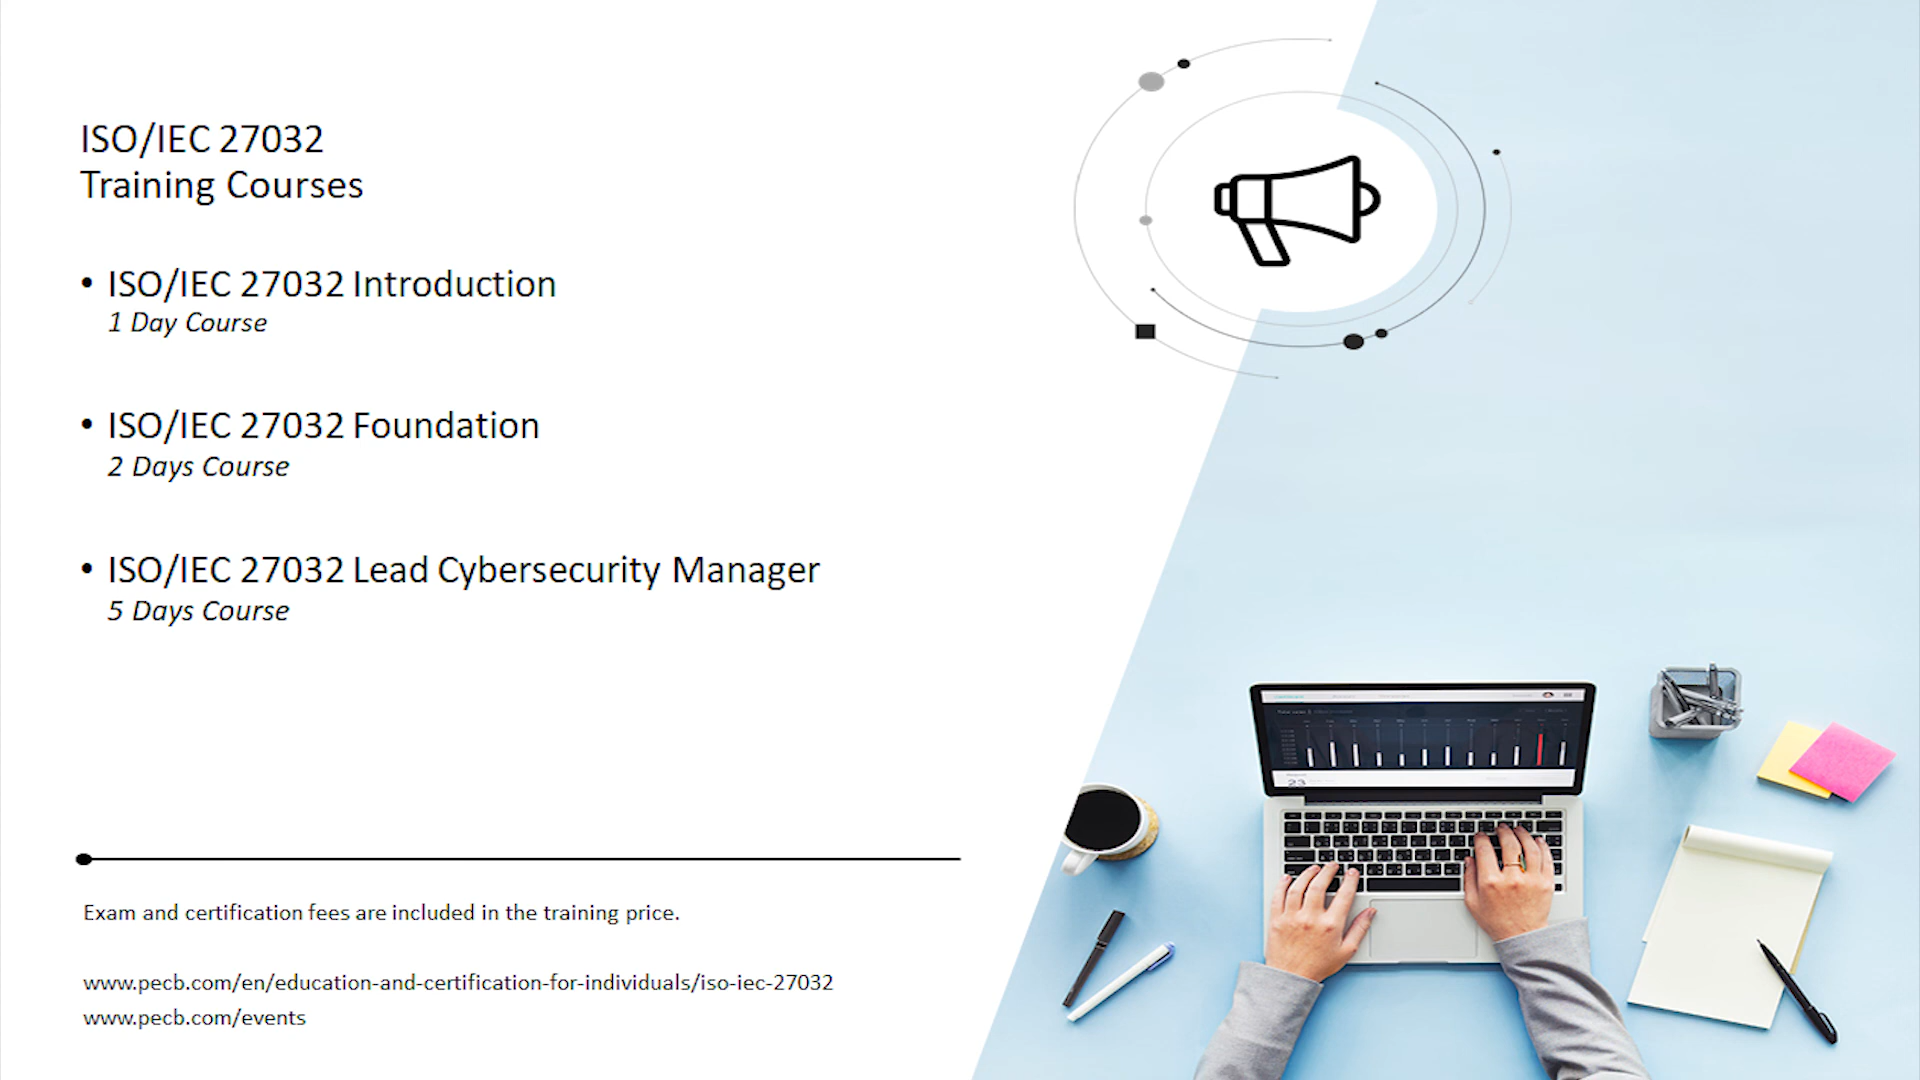 ISO/IEC 27032
Training Courses
• ISO/IEC 27032 Introduction
1 Day Course
• ISO/IEC 27032 Foundation
2 Days Course
• ISO/IEC 27032 Lead Cybersecurity Manager
5 Days Course
Exam and certification fees are included in the training price.
www.pecb.com/en/education-and-certification-for-individuals/iso-iec-27032
www.pecb.com/events
23